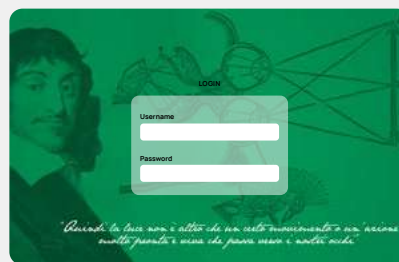 LOGIN
Username
Password
"Quindi la luce non è altro che un certo movimento o un'azione
molto pronta e viva che passa verso i nostri occhi"